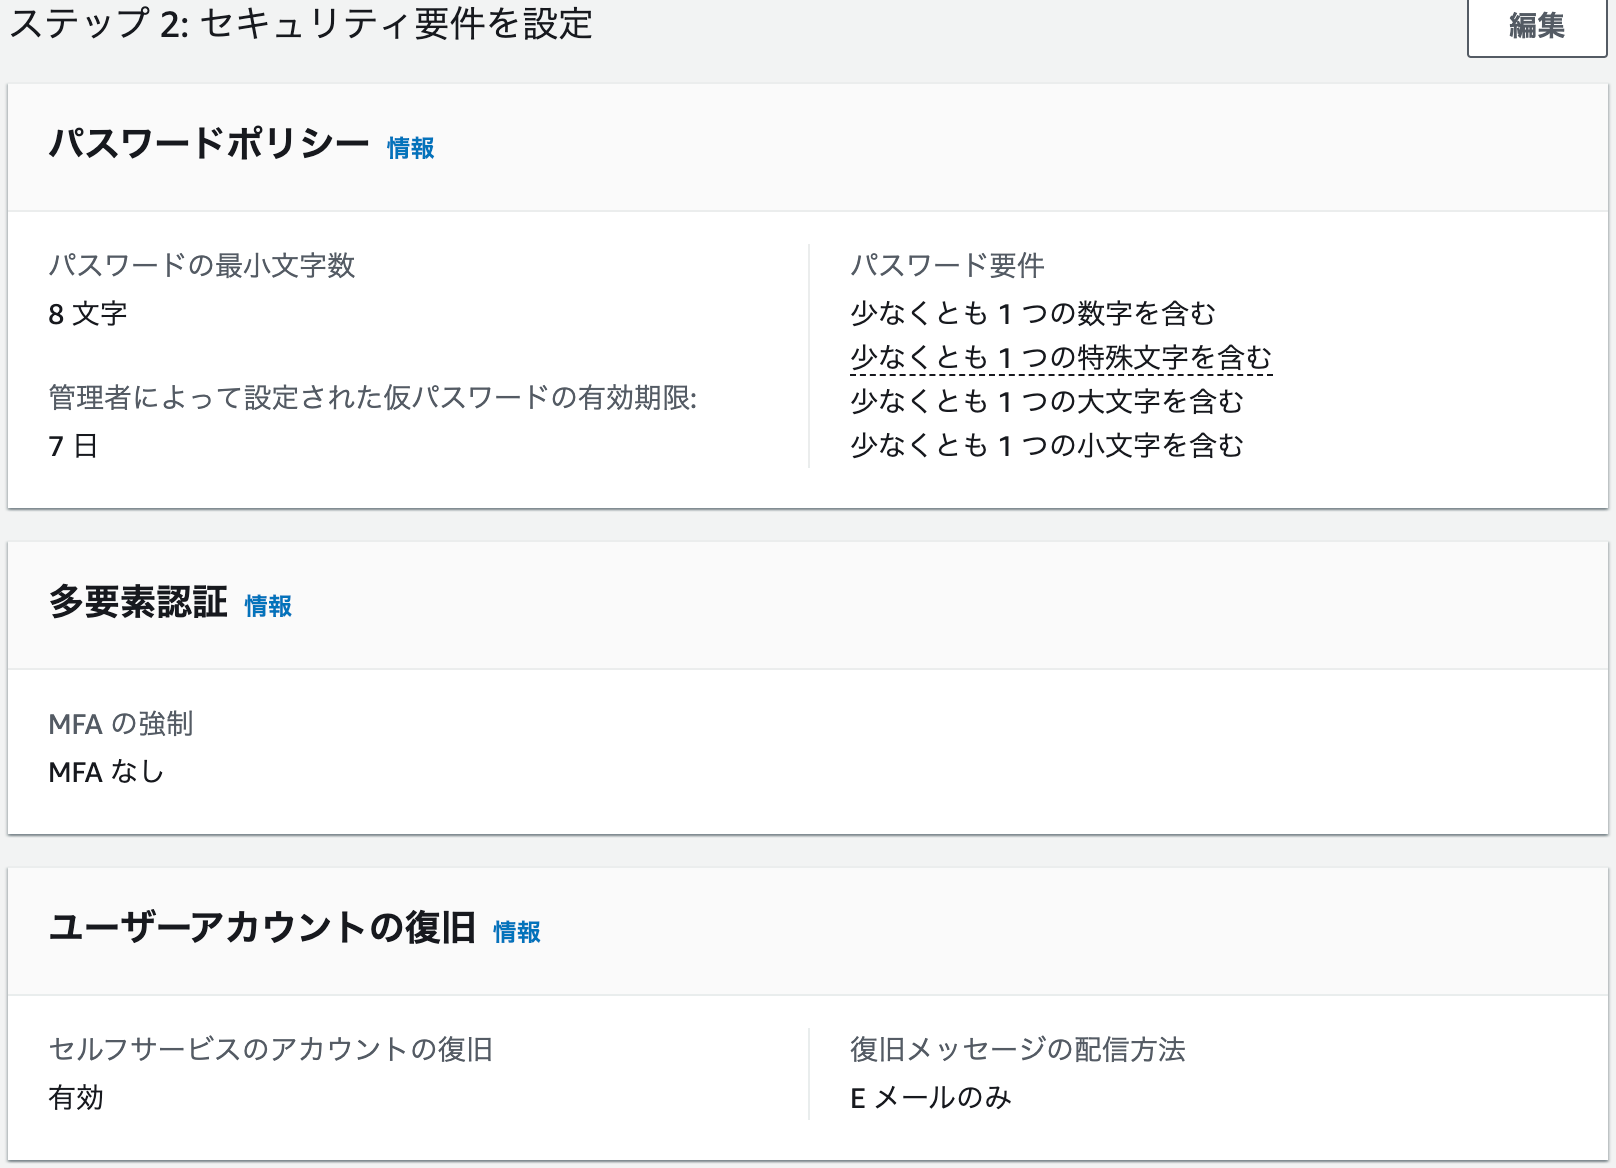 ステップ 2: セキュリティ要件を設定
編集
パスワードポリシー 情報
パスワードの最小文字数
8 文字
管理者によって設定された仮パスワードの有効期限:
7 日
パスワード要件
少なくとも 1 つの数字を含む
少なくとも 1 つの特殊文字を含む
少なくとも 1 つの大文字を含む
少なくとも 1 つの小文字を含む
多要素認証 情報
MFA の強制
MFA なし
ユーザーアカウントの復旧 情報
セルフサービスのアカウントの復旧
有効
復旧メッセージの配信方法
E メールのみ